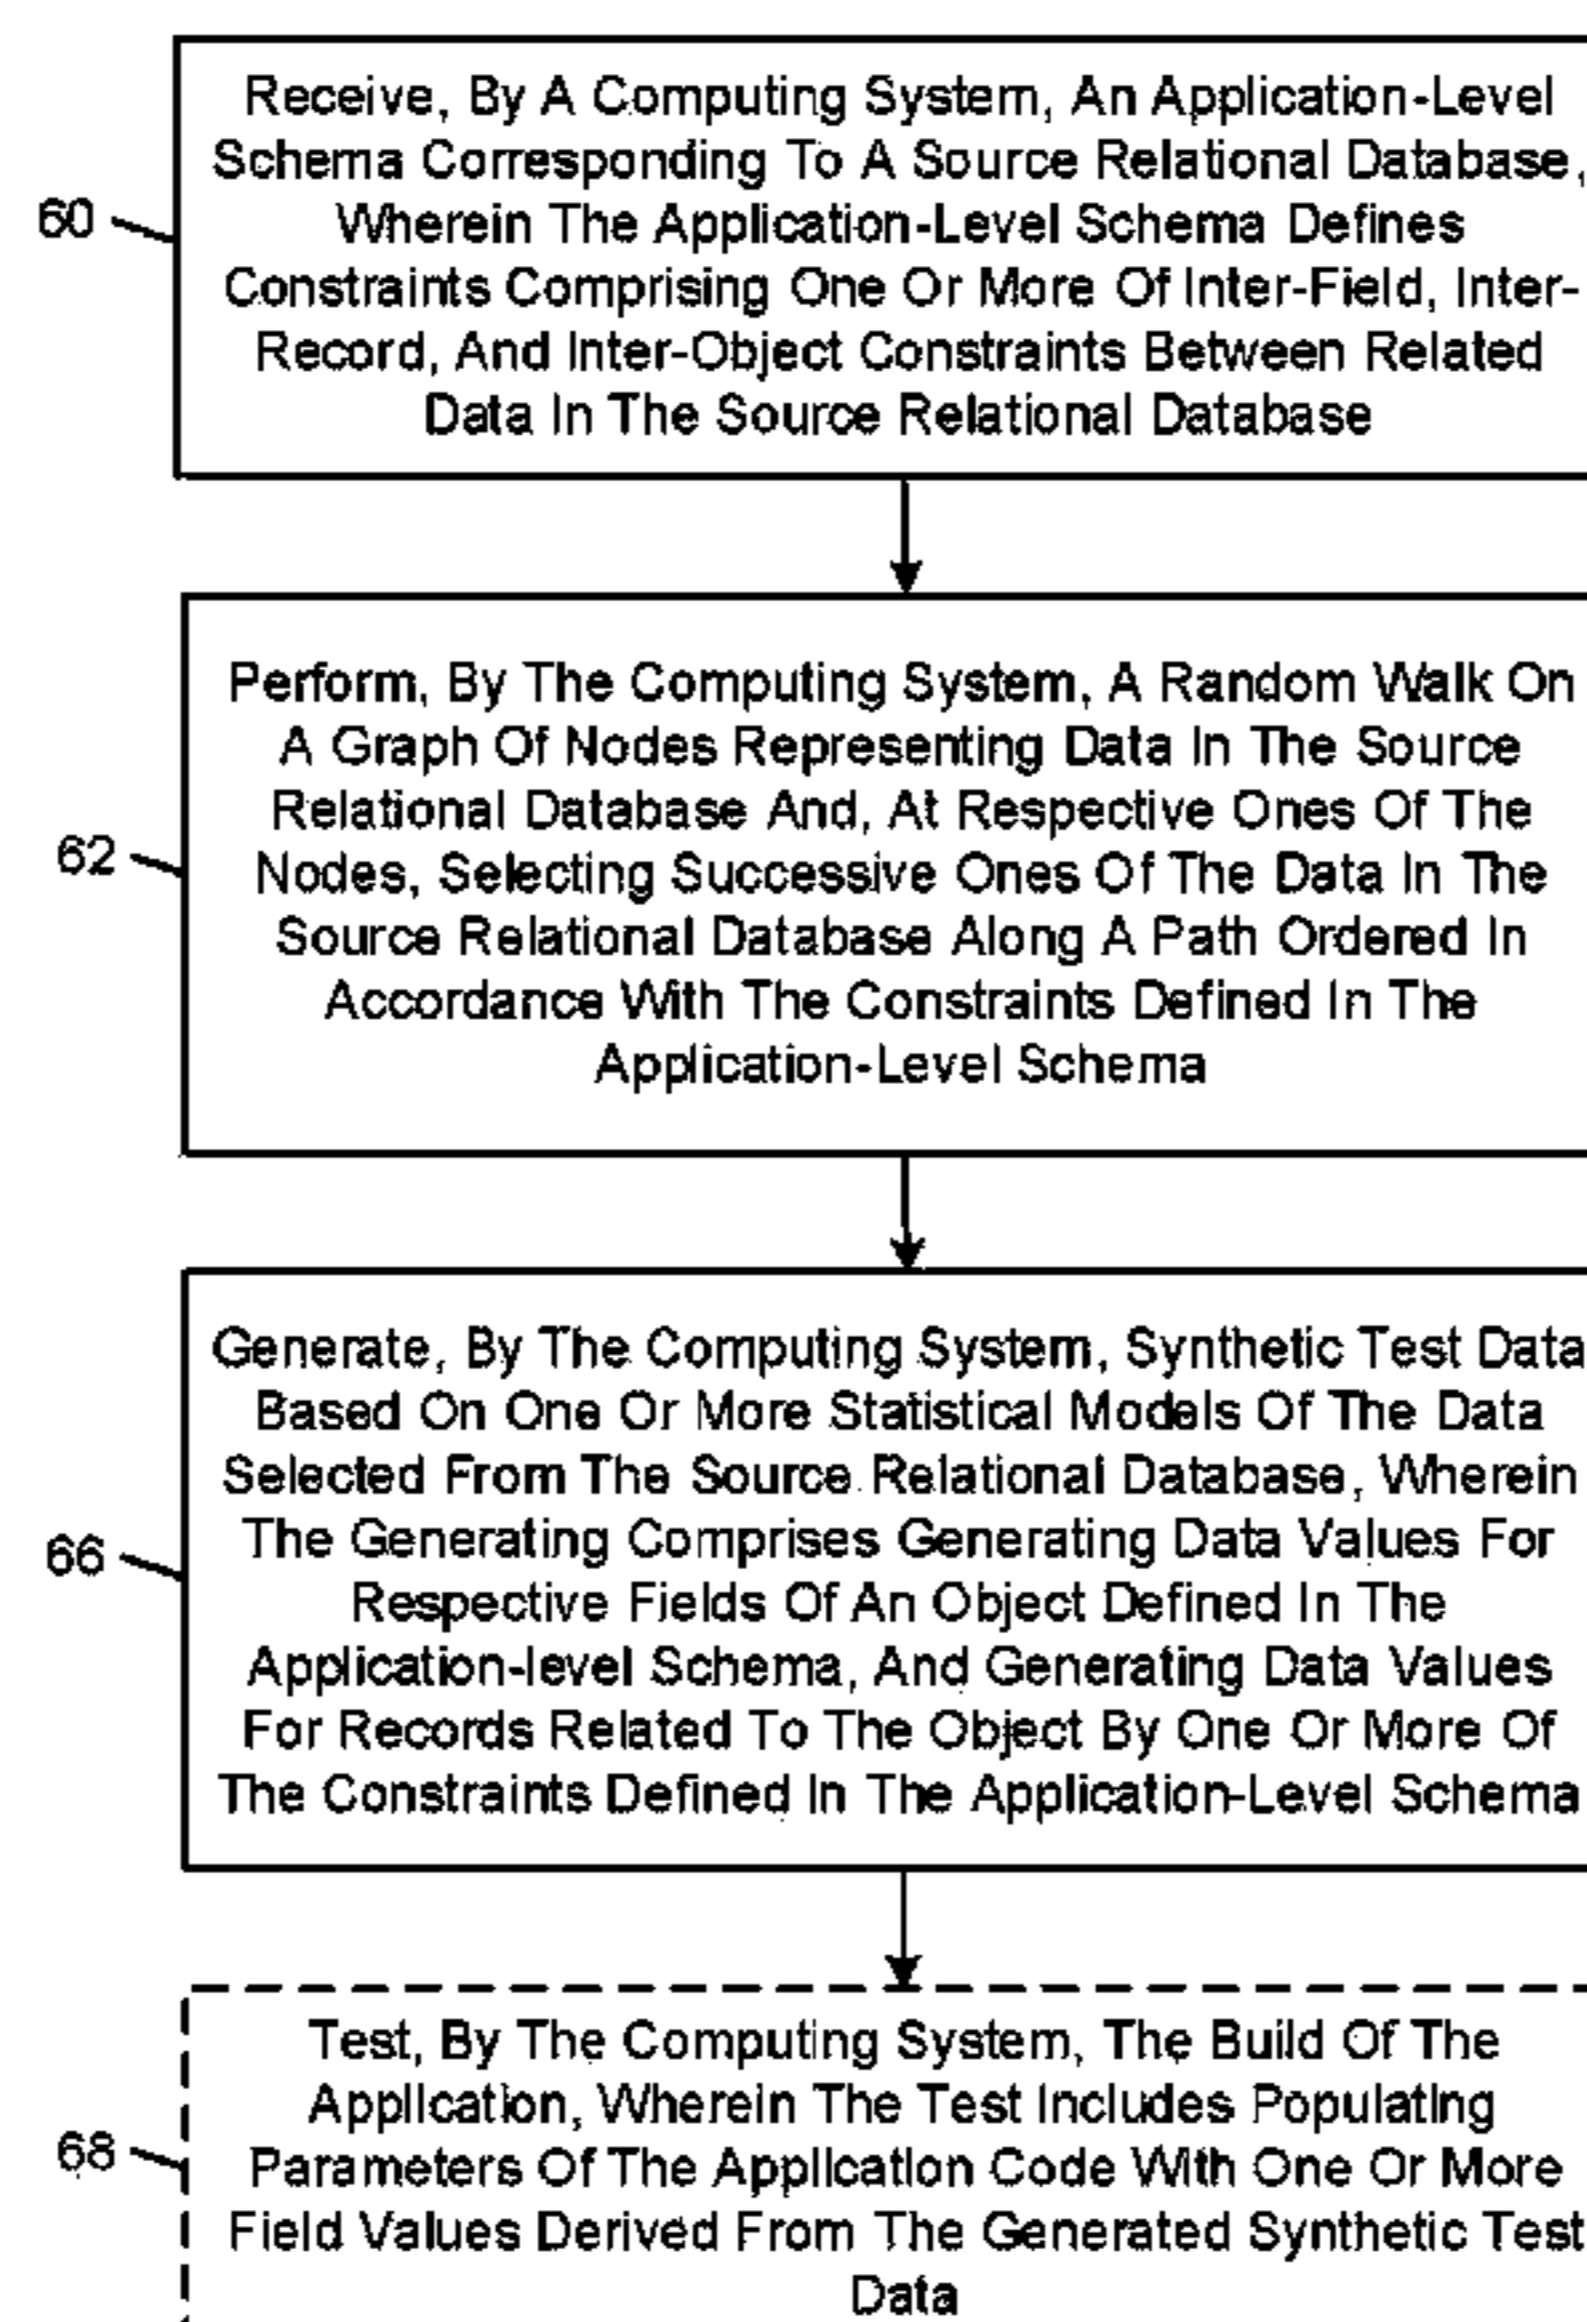 Receive, By A Computing System, An Application-Level
Schema Corresponding To A Source Relational Database,
60
Wherein The Application-Level Schema Defines
Constraints Comprising One Or More Of Inter-Field, Inter-
Record, And Inter-Object Constraints Between Related
Data In The Source Relational Database
Perform, By The Computing System, A Random Walk On
A Graph Of Nodes Representing Data In The Source
Relational Database And, At Respective Ones Of The
62
Nodes, Selecting Successive Ones Of The Data In The
Source Relational Database Along A Path Ordered In
Accordance With The Constraints Defined In The
Application-Level Schema
Generate, By The Computing System, Synthetic Test Data
Based On One Or More Statistical Models Of The Data
Selected From The Source Relational Database, Wherein
66
The Generating Comprises Generating Data Values For
Respective Fields Of An Object Defined In The
Application-level Schema, And Generating Data Values
For Records Related To The Object By One Or More Of
The Constraints Defined In The Application-Level Schema
Test, By The Computing System, The Build Of The
Application, Wherein The Test Includes Populating
68
Parameters Of The Application Code With One Or More
Field Values Derived From The Generated Synthetic Test
Data